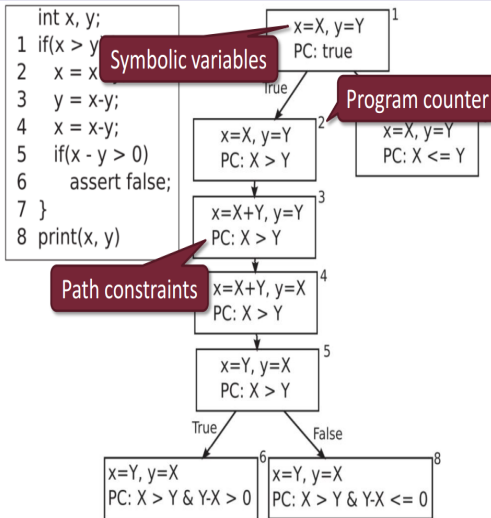 int x, y;
1 if(x > y
2 x = x
3 y = x-y;
4 x = x-y;
5 if(x - y > 0)
6 assert false;
7 }
8 print(x, y)
Symbolic variables
1
x=X, y=Y
PC: true
True
Program counter
2
x=X, y=Y
PC: X > Y
x=X, y=Y
PC: X <= Y
3
x=X+Y, y=Y
PC: X > Y
Path constraints
4
x=X+Y, y=X
PC: X > Y
5
x=Y, y=X
PC: X > Y
True
False
6
x=Y, y=X
PC: X > Y & Y-X > 0
8
x=Y, y=X
PC: X > Y & Y-X <= 0